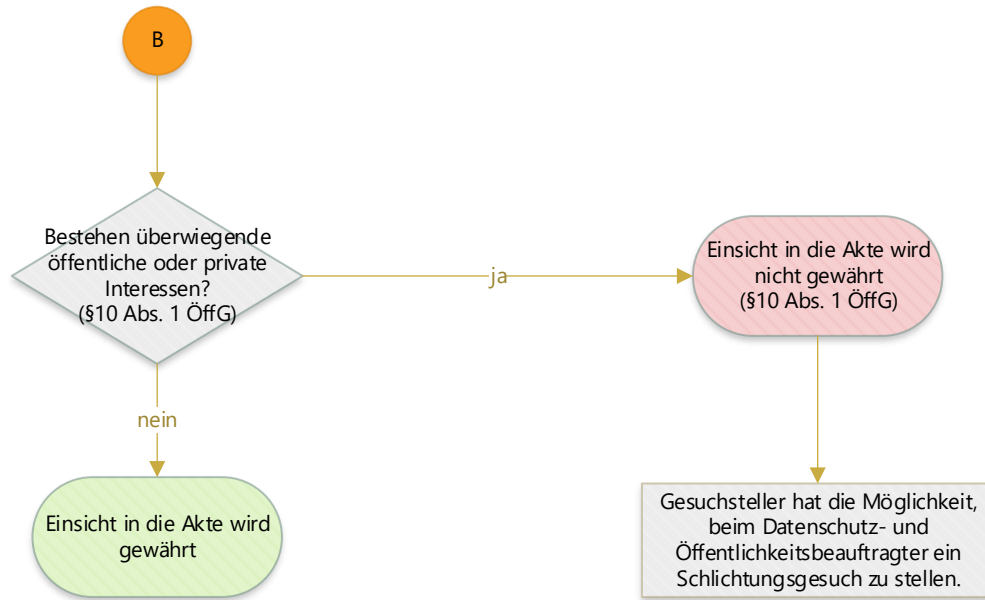 B
Bestehen überwiegende
öffentliche oder private
Interessen?
(§10 Abs. 1 ÖffG)
ja
Einsicht in die Akte wird
nicht gewährt
(§10 Abs. 1 ÖffG)
nein
Einsicht in die Akte wird
gewährt
Gesuchsteller hat die Möglichkeit,
beim Datenschutz- und
Öffentlichkeitsbeauftragter ein
Schlichtungsgesuch zu stellen.